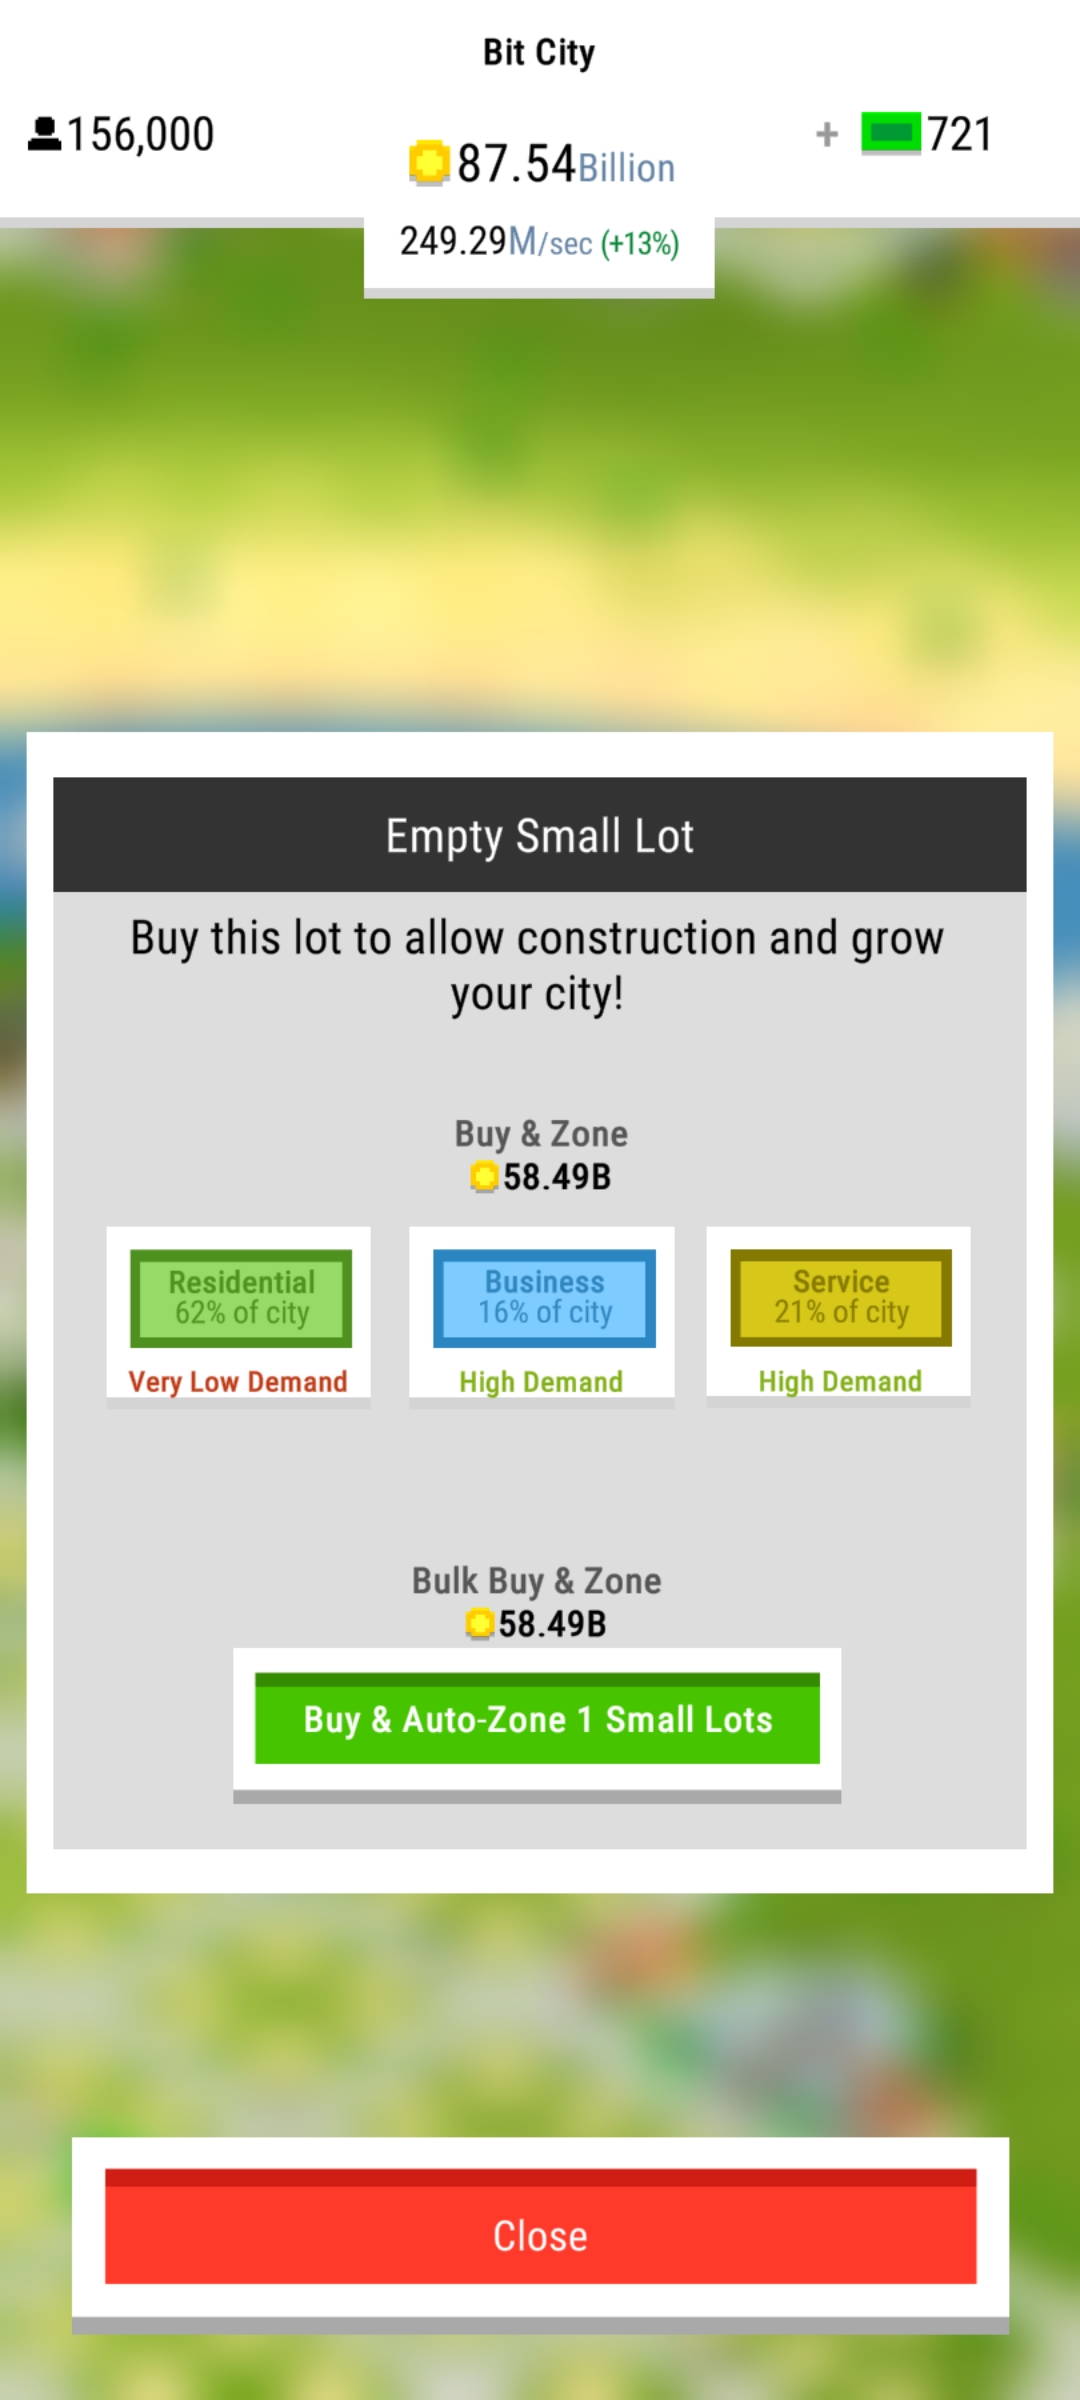 Bit City
156,000
87.54Billion
+ 721
249.29M/sec (+13%)
Empty Small Lot
Buy this lot to allow construction and grow
your city!
Buy & Zone
58.49B
Residential
62% of city
Very Low Demand
Business
16% of city
High Demand
Service
21% of city
High Demand
Bulk Buy & Zone
58.49B
Buy & Auto-Zone 1 Small Lots
Close